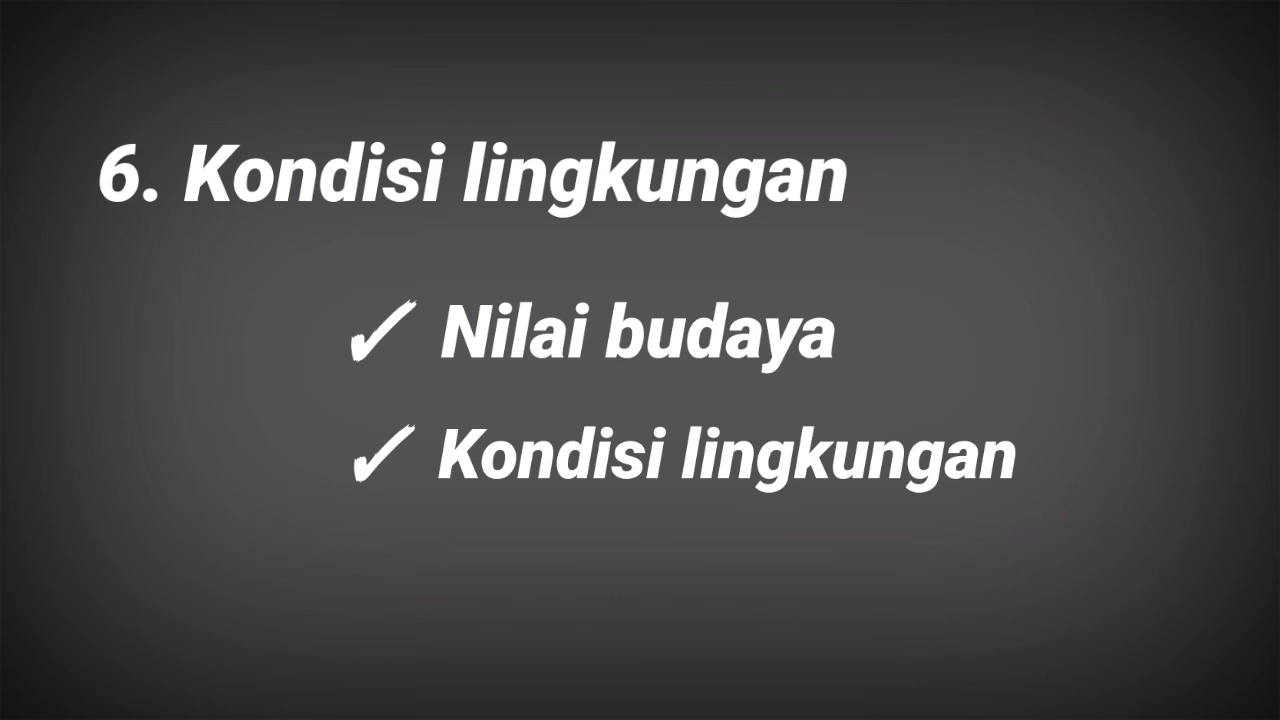 6. Kondisi lingkungan
✓ Nilai budaya
✓ Kondisi lingkungan